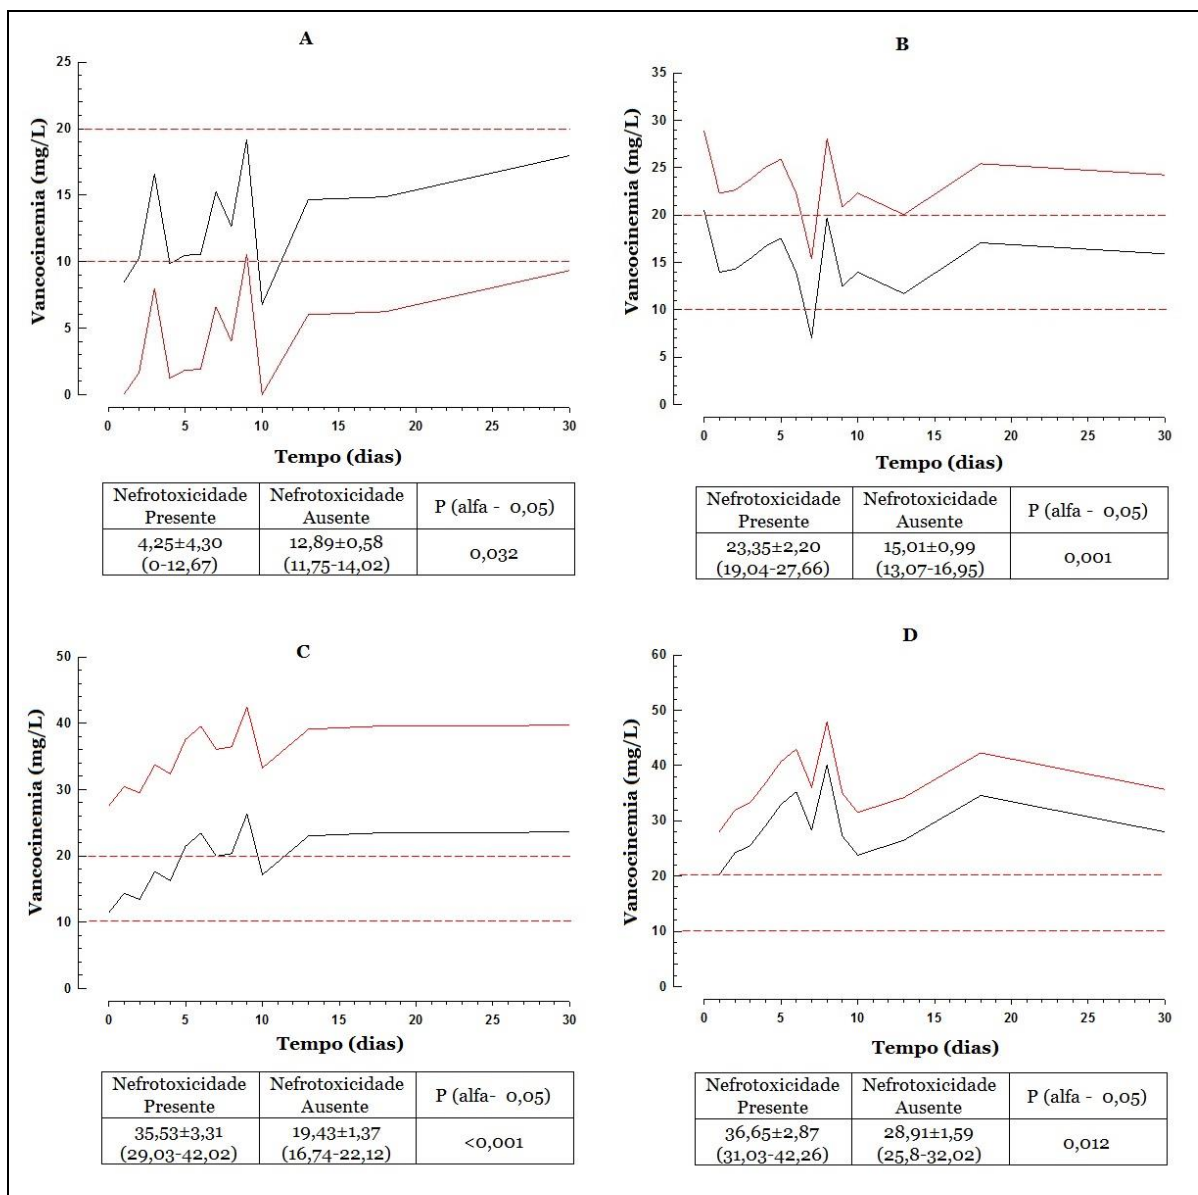 A
25
20
15
10
5
0
Vancocinemia (mg/L)
0 5 10 15 20 25 30
Tempo (dias)
Nefrotoxicidade Presente
Nefrotoxicidade Ausente
P (alfa - 0,05)
4,25±4,30
(0-12,67)
12,89±0,58
(11,75-14,02)
0,032
B
35
30
25
20
15
10
5
0
Vancocinemia (mg/L)
0 5 10 15 20 25 30
Tempo (dias)
Nefrotoxicidade Presente
Nefrotoxicidade Ausente
P (alfa - 0,05)
23,35±2,20
(19,04-27,66)
15,01±0,99
(13,07-16,95)
0,001
C
50
40
30
20
10
0
Vancocinemia (mg/L)
0 5 10 15 20 25 30
Tempo (dias)
Nefrotoxicidade Presente
Nefrotoxicidade Ausente
P (alfa- 0,05)
35,53±3,31
(29,03-42,02)
19,43±1,37
(16,74-22,12)
<0,001
D
60
50
40
30
20
10
0
Vancocinemia (mg/L)
0 5 10 15 20 25 30
Tempo (dias)
Nefrotoxicidade Presente
Nefrotoxicidade Ausente
P (alfa - 0,05)
36,65±2,87
(31,03-42,26)
28,91±1,59
(25,8-32,02)
0,012